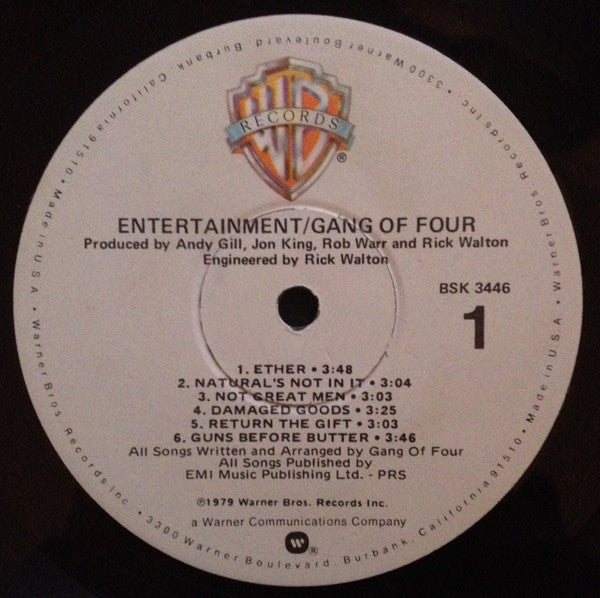 WB
RECORDS
®
ENTERTAINMENT/GANG OF FOUR
Produced by Andy Gill, Jon King, Rob Warr and Rick Walton
Engineered by Rick Walton
BSK 3446
1
1. ETHER • 3:48
2. NATURAL'S NOT IN IT • 3:04
3. NOT GREAT MEN • 3:03
4. DAMAGED GOODS • 3:25
5. RETURN THE GIFT • 3:03
6. GUNS BEFORE BUTTER • 3:46
All Songs Written and Arranged by Gang Of Four
All Songs Published by
EMI Music Publishing Ltd. - PRS
℗1979 Warner Bros. Records Inc.
a Warner Communications Company
W ®
Warner Bros. Records Inc. • 3300 Warner Boulevard, Burbank, California 91510 • Made in U S A •
Warner Bros. Records Inc. • 3300 Warner Boulevard, Burbank, California 91510 • Made in U S A •